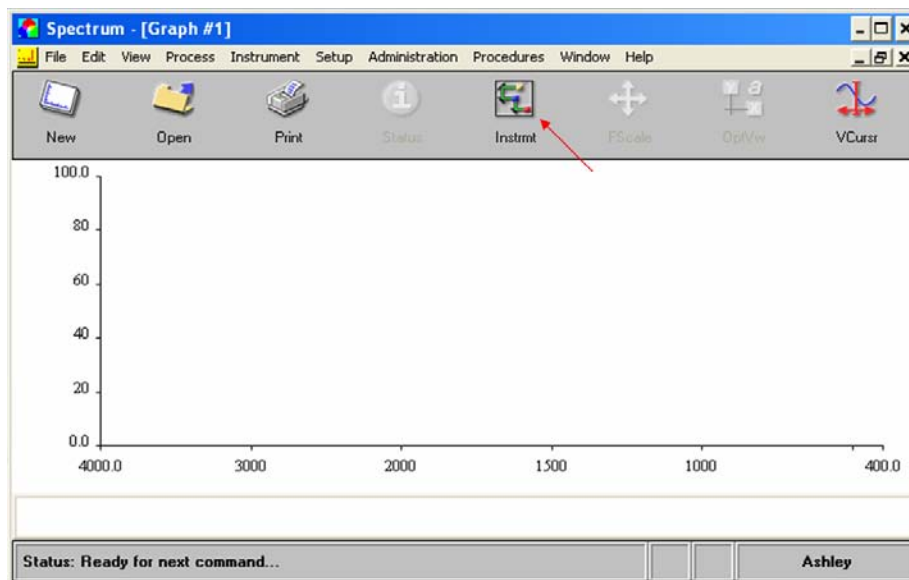 Spectrum - [Graph #1]
File Edit View Process Instrument Setup Administration Procedures Window Help
New Open Print Status Instrmt FScale OplVw VCursr
100.0
80
60
40
20
0.0
4000.0 3000 2000 1500 1000 400.0
Status: Ready for next command... Ashley